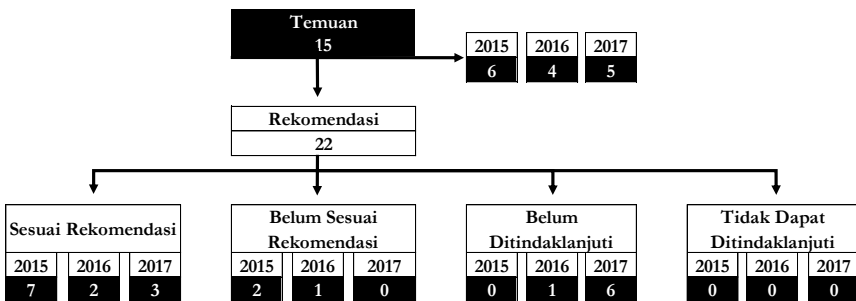 Temuan
15
2015 2016 2017
6 4 5
Rekomendasi
22
Sesuai Rekomendasi
2015 2016 2017
7 2 3
Belum Sesuai
Rekomendasi
2015 2016 2017
2 1 0
Belum
Ditindaklanjuti
2015 2016 2017
0 1 6
Tidak Dapat
Ditindaklanjuti
2015 2016 2017
0 0 0